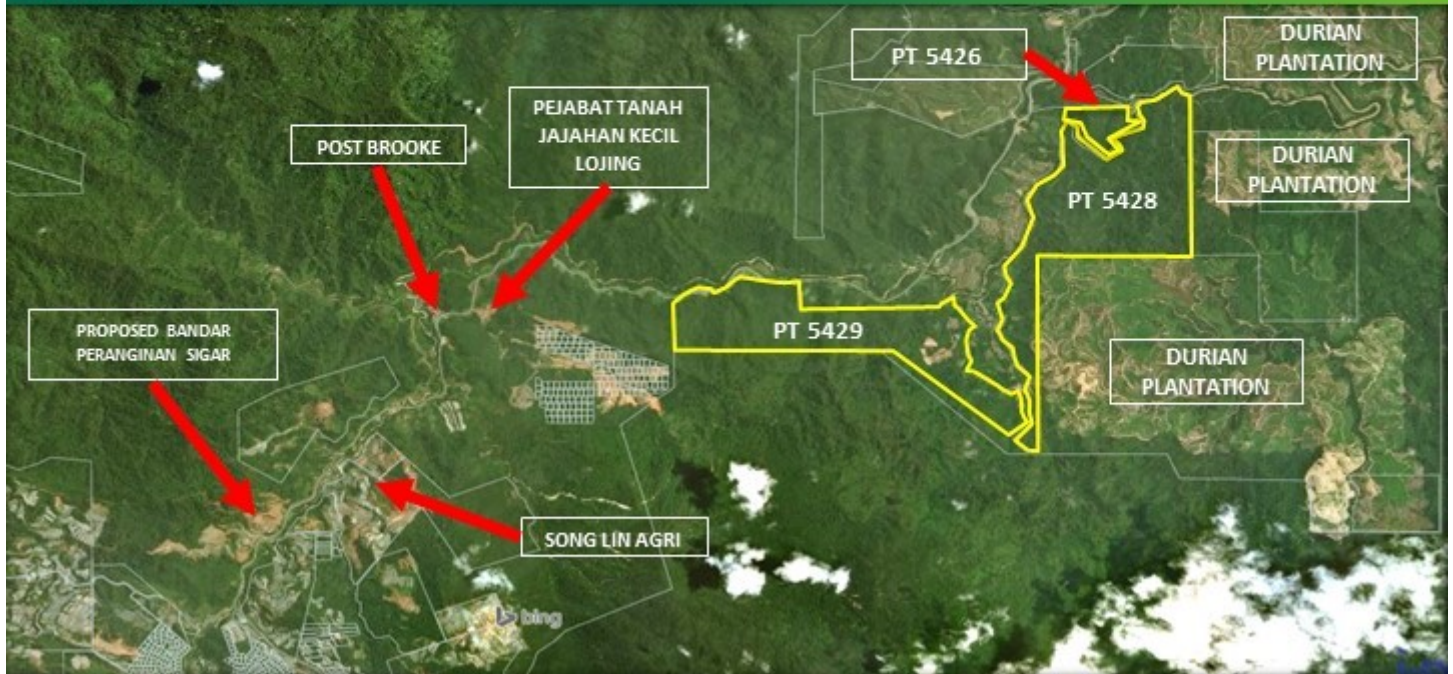 DURIAN
PLANTATION
PT 5426
PEJABAT TANAH
JAJAHAN KECIL
LOJING
POST BROOKE
DURIAN
PLANTATION
PT 5428
PROPOSED BANDAR
PERANGINAN SIGAR
PT 5429
DURIAN
PLANTATION
SONG LIN AGRI
bing